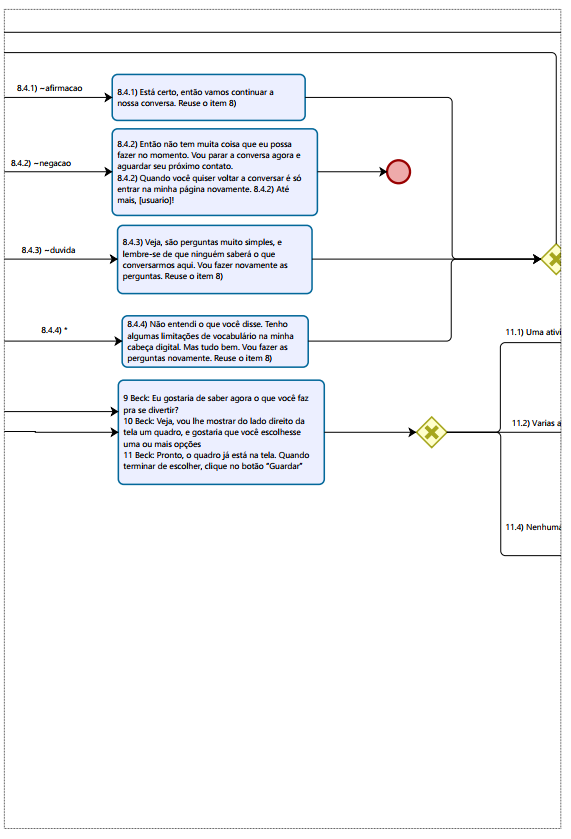 8.4.1) ~afirmacao
8.4.1) Está certo, então vamos continuar a
nossa conversa. Reuse o item 8)
8.4.2) ~negacao
8.4.2) Então não tem muita coisa que eu possa
fazer no momento. Vou parar a conversa agora e
aguardar seu próximo contato.
8.4.2) Quando você quiser voltar a conversar é só
entrar na minha página novamente. 8.4.2) Até
mais, [usuario]!
8.4.3) ~duvida
8.4.3) Veja, são perguntas muito simples, e
lembre-se de que ninguém saberá o que
conversarmos aqui. Vou fazer novamente as
perguntas. Reuse o item 8)
8.4.4) *
8.4.4) Não entendi o que você disse. Tenho
algumas limitações de vocabulário na minha
cabeça digital. Mas tudo bem. Vou fazer as
perguntas novamente. Reuse o item 8)
11.1) Uma ativi
9 Beck: Eu gostaria de saber agora o que você faz
pra se divertir?
10 Beck: Veja, vou lhe mostrar do lado direito da
tela um quadro, e gostaria que você escolhesse
uma ou mais opções
11 Beck: Pronto, o quadro já está na tela. Quando
terminar de escolher, clique no botão "Guardar"
11.2) Varias a
11.4) Nenhuma